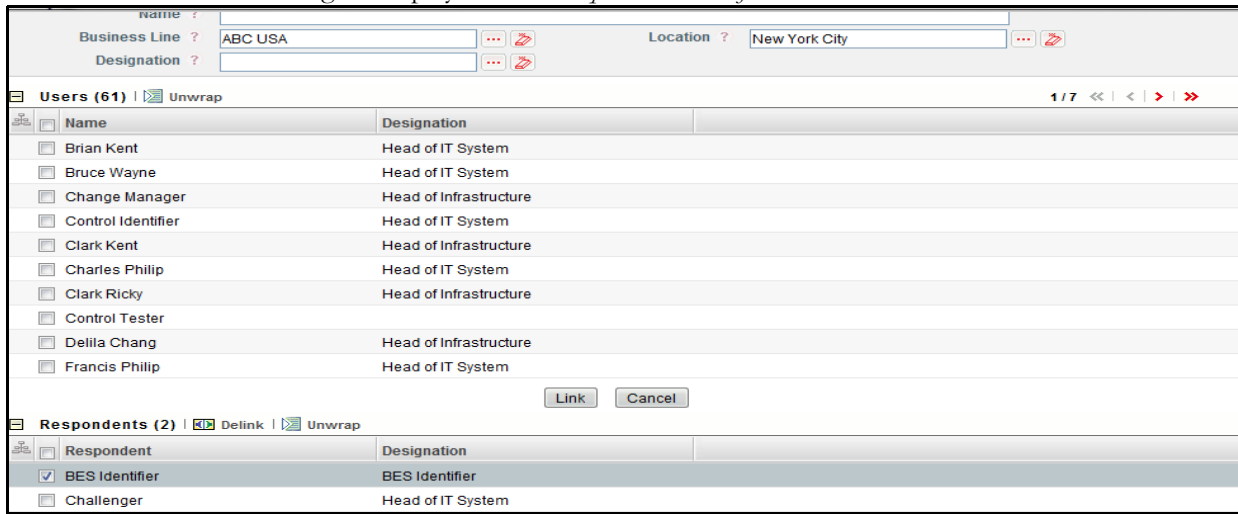 Name ?
Business Line ? ABC USA ... Location ? New York City ...
Designation ? ...
Users (61) | Unwrap 1 / 7 << | < | > | >>
Name Designation
Brian Kent Head of IT System
Bruce Wayne Head of IT System
Change Manager Head of Infrastructure
Control Identifier Head of IT System
Clark Kent Head of Infrastructure
Charles Philip Head of IT System
Clark Ricky Head of Infrastructure
Control Tester
Delila Chang Head of Infrastructure
Francis Philip Head of IT System
Link Cancel
Respondents (2) | Delink | Unwrap
Respondent Designation
BES Identifier BES Identifier
Challenger Head of IT System